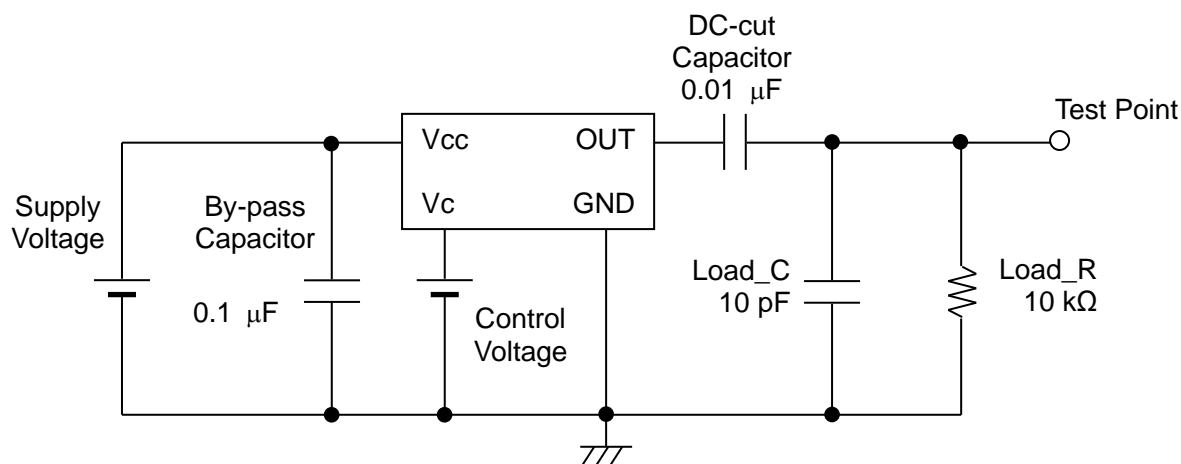 DC-cut
Capacitor
0.01 μF
Test Point
Vcc
OUT
Vc
GND
Supply
Voltage
By-pass
Capacitor
0.1 μF
Control
Voltage
Load_C
10 pF
Load_R
10 kΩ